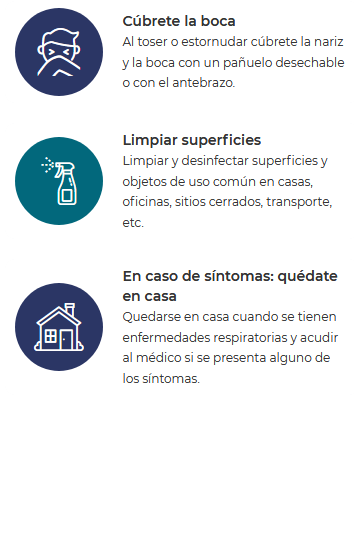 Cúbrete la boca
Al toser o estornudar cúbrete la nariz
y la boca con un pañuelo desechable
o con el antebrazo.
Limpiar superficies
Limpiar y desinfectar superficies y
objetos de uso común en casas,
oficinas, sitios cerrados, transporte,
etc.
En caso de síntomas: quédate
en casa
Quedarse en casa cuando se tienen
enfermedades respiratorias y acudir
al médico si se presenta alguno de
los síntomas.